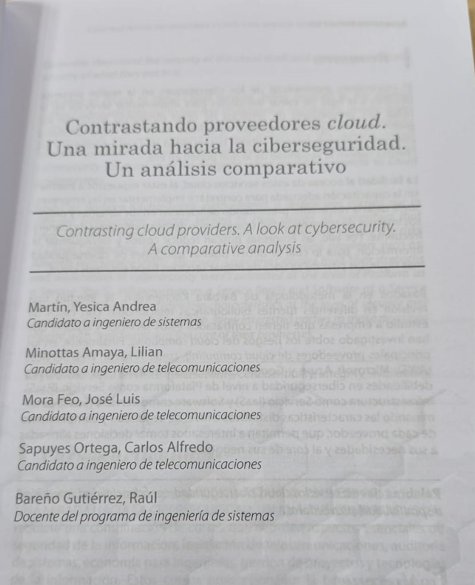 Contrastando proveedores cloud.
Una mirada hacia la ciberseguridad.
Un análisis comparativo
Contrasting cloud providers. A look at cybersecurity.
A comparative analysis
Martín, Yesica Andrea
Candidato a ingeniero de sistemas
Minottas Amaya, Lilian
Candidato a ingeniero de telecomunicaciones
Mora Feo, José Luis
Candidato a ingeniero de telecomunicaciones
Sapuyes Ortega, Carlos Alfredo
Candidato a ingeniero de telecomunicaciones
Bareño Gutiérrez, Raúl
Docente del programa de ingeniería de sistemas